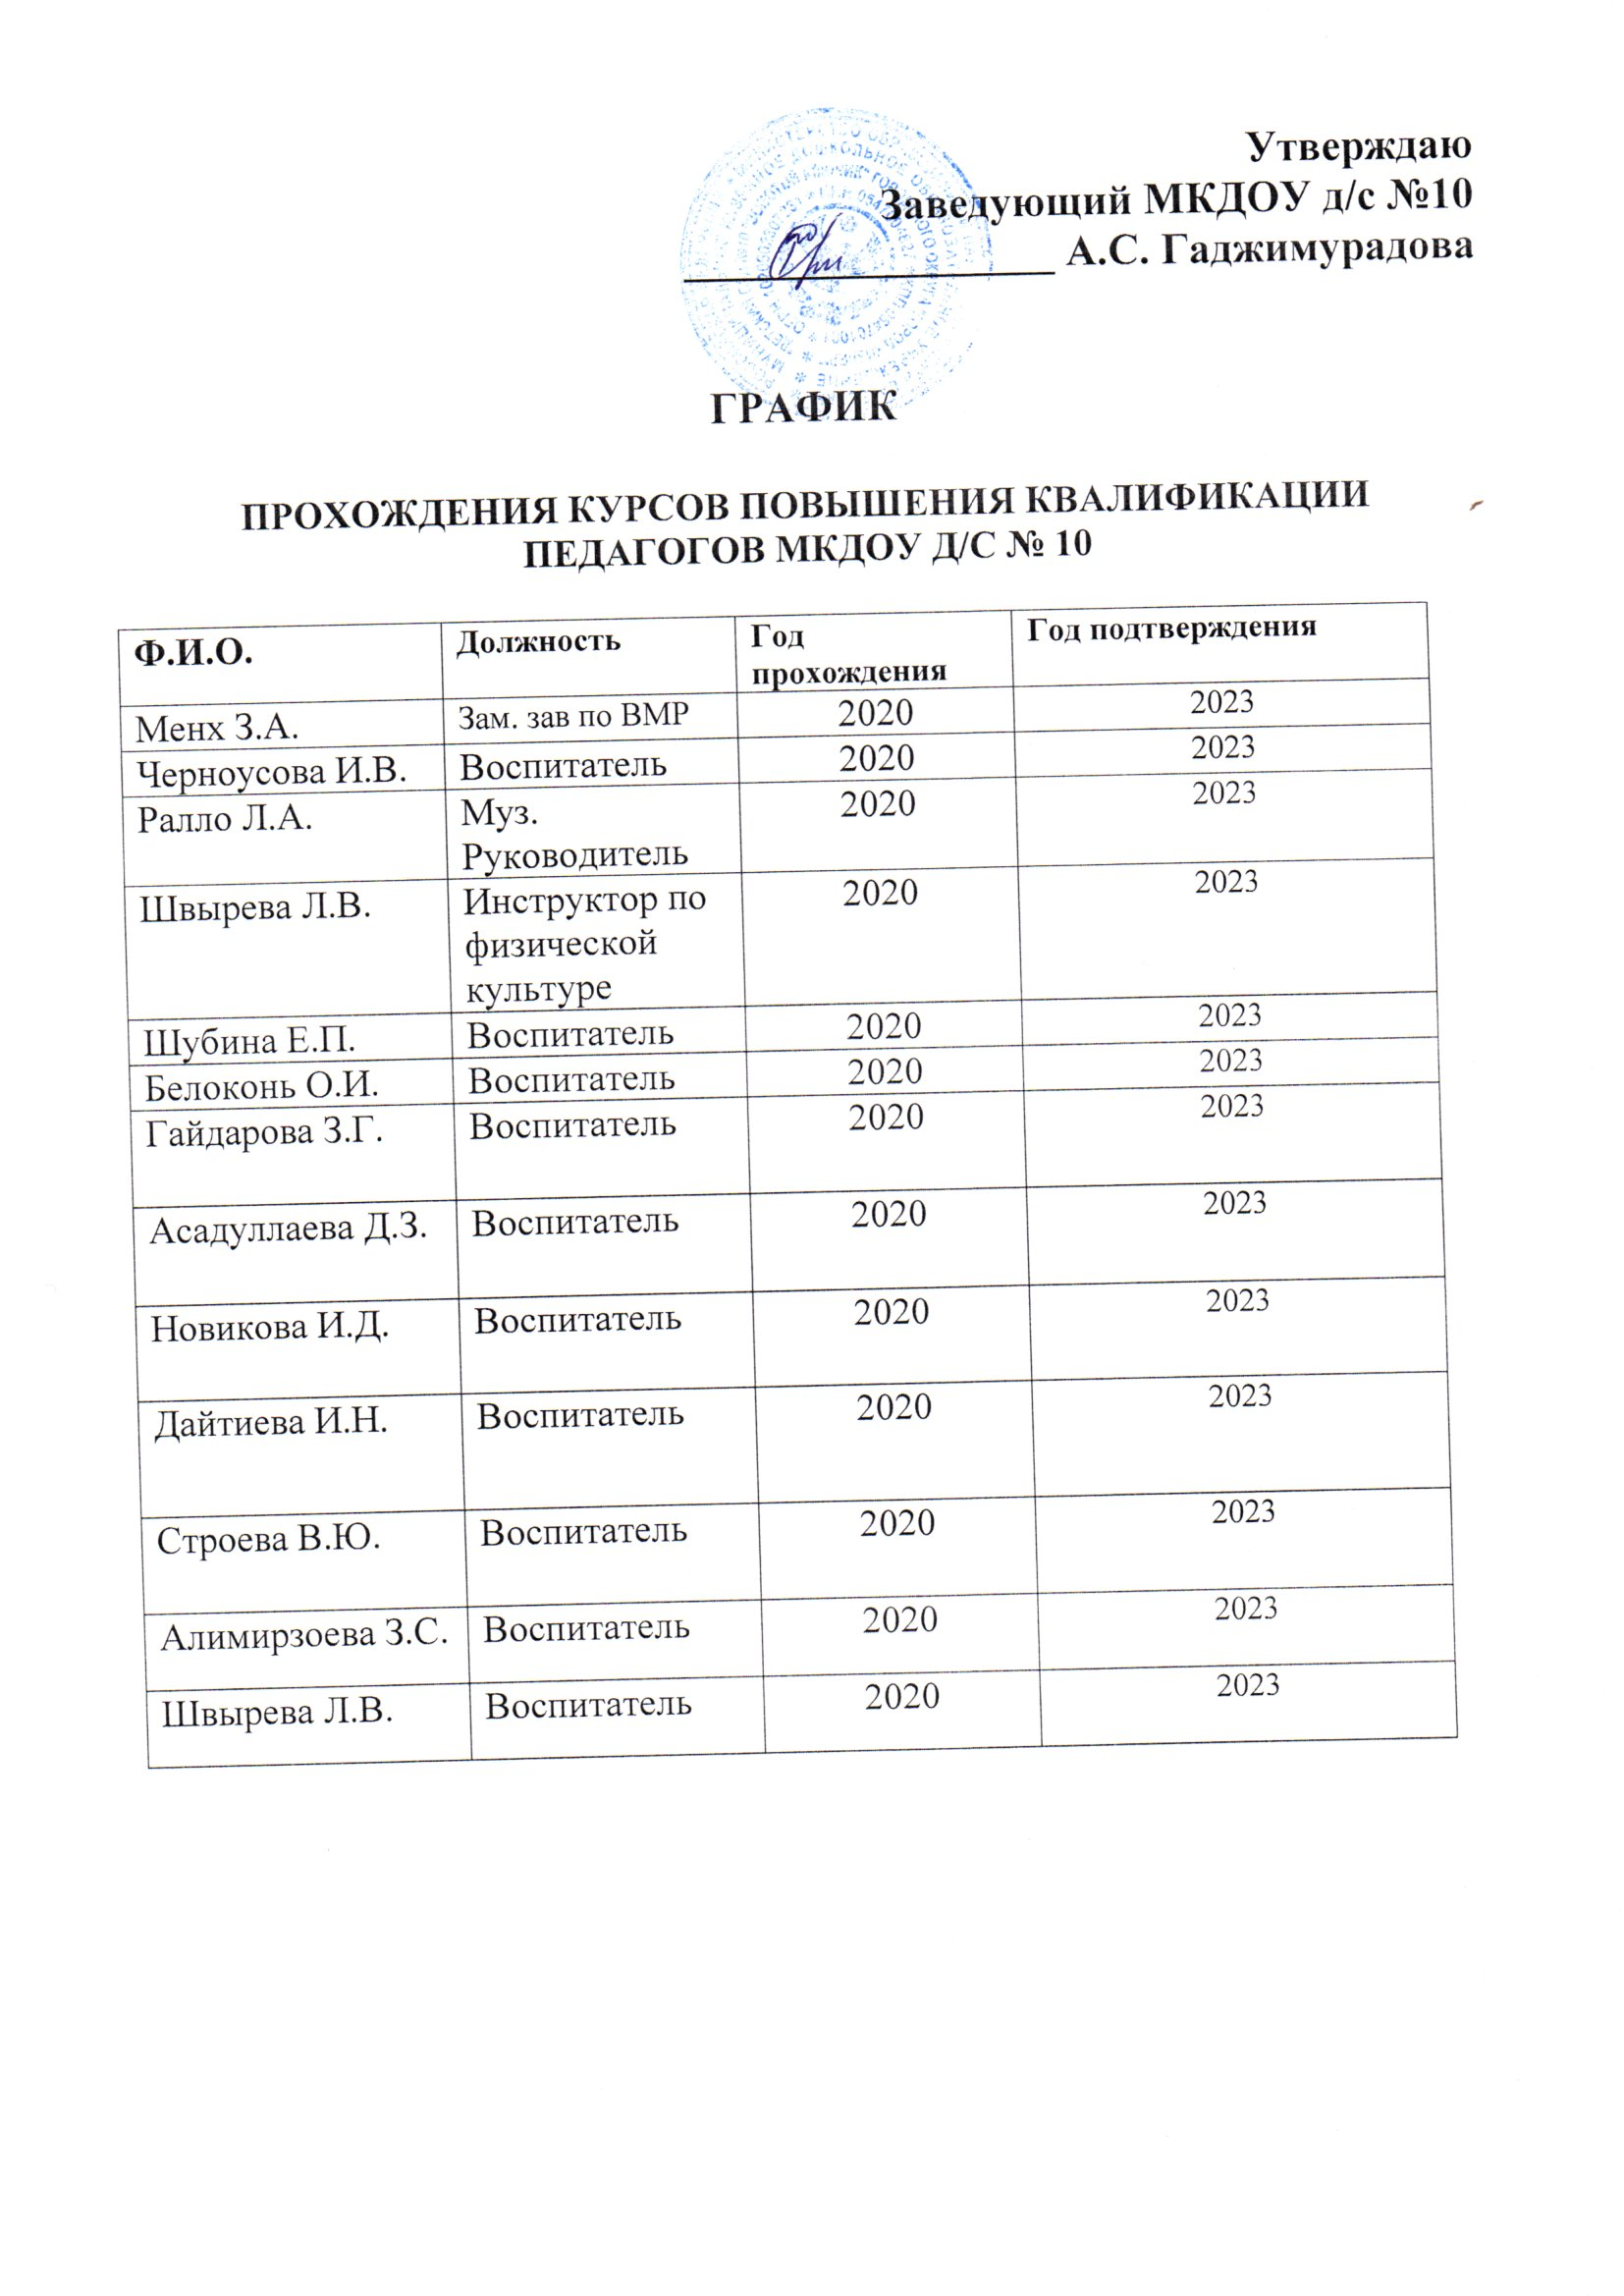 Утверждаю
Заведующий МКДОУ д/с №10
А.С. Гаджимурадова
ГРАФИК
ПРОХОЖДЕНИЯ КУРСОВ ПОВЫШЕНИЯ КВАЛИФИКАЦИИ
ПЕДАГОГОВ МКДОУ Д/С № 10
Ф.И.О. Должность Год прохождения Год подтверждения
Менх З.А. Зам. зав по ВМР 2020 2023
Черноусова И.В. Воспитатель 2020 2023
Ралло Л.А. Муз. Руководитель 2020 2023
Швырева Л.В. Инструктор по физической культуре 2020 2023
Шубина Е.П. Воспитатель 2020 2023
Белоконь О.И. Воспитатель 2020 2023
Гайдарова З.Г. Воспитатель 2020 2023
Асадуллаева Д.З. Воспитатель 2020 2023
Новикова И.Д. Воспитатель 2020 2023
Дайтиева И.Н. Воспитатель 2020 2023
Строева В.Ю. Воспитатель 2020 2023
Алимирзоева З.С. Воспитатель 2020 2023
Швырева Л.В. Воспитатель 2020 2023